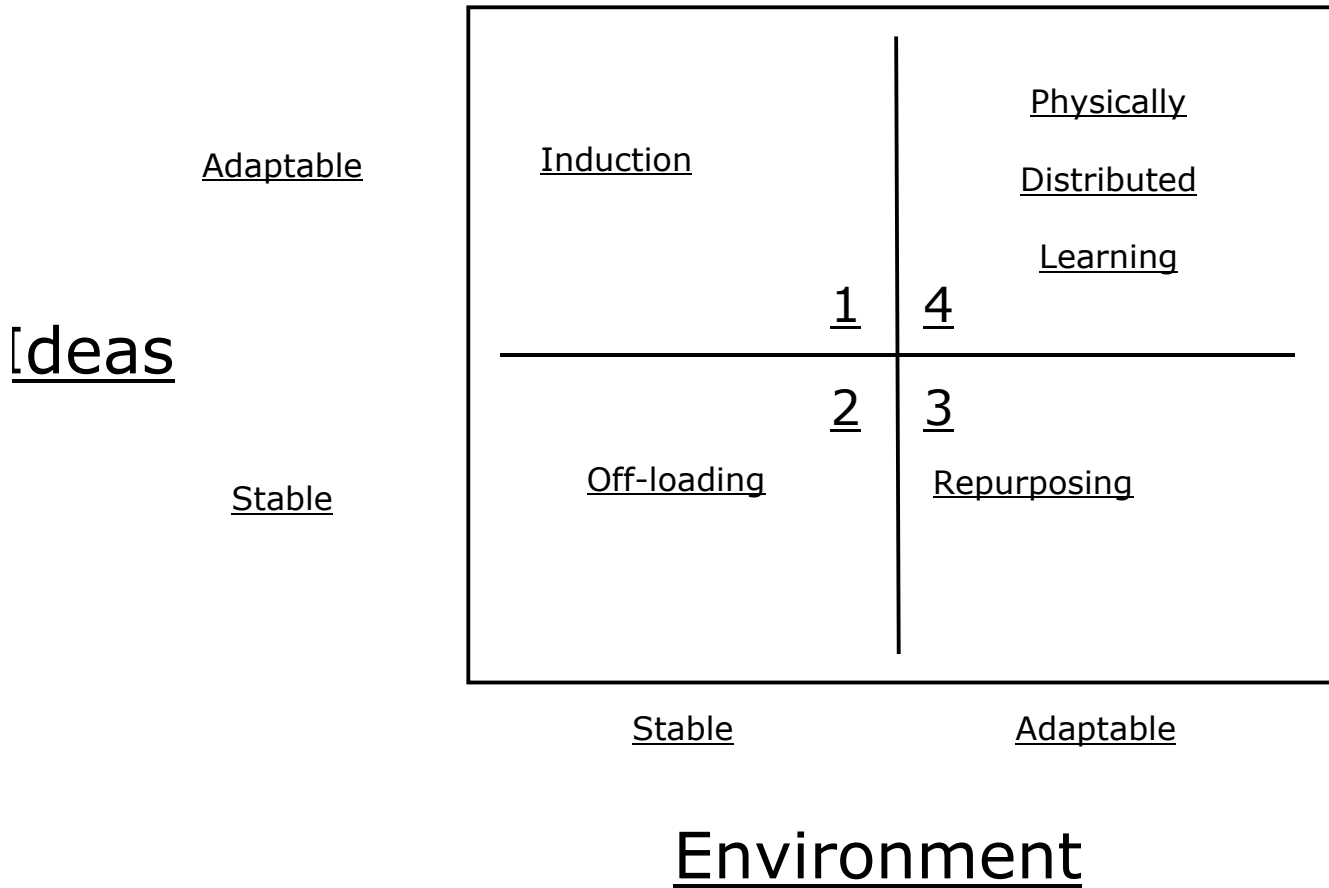 Physically
Adaptable
Induction
Distributed
Learning
1 4
Ideas
2 3
Off-loading
Repurposing
Stable
Stable
Adaptable
Environment